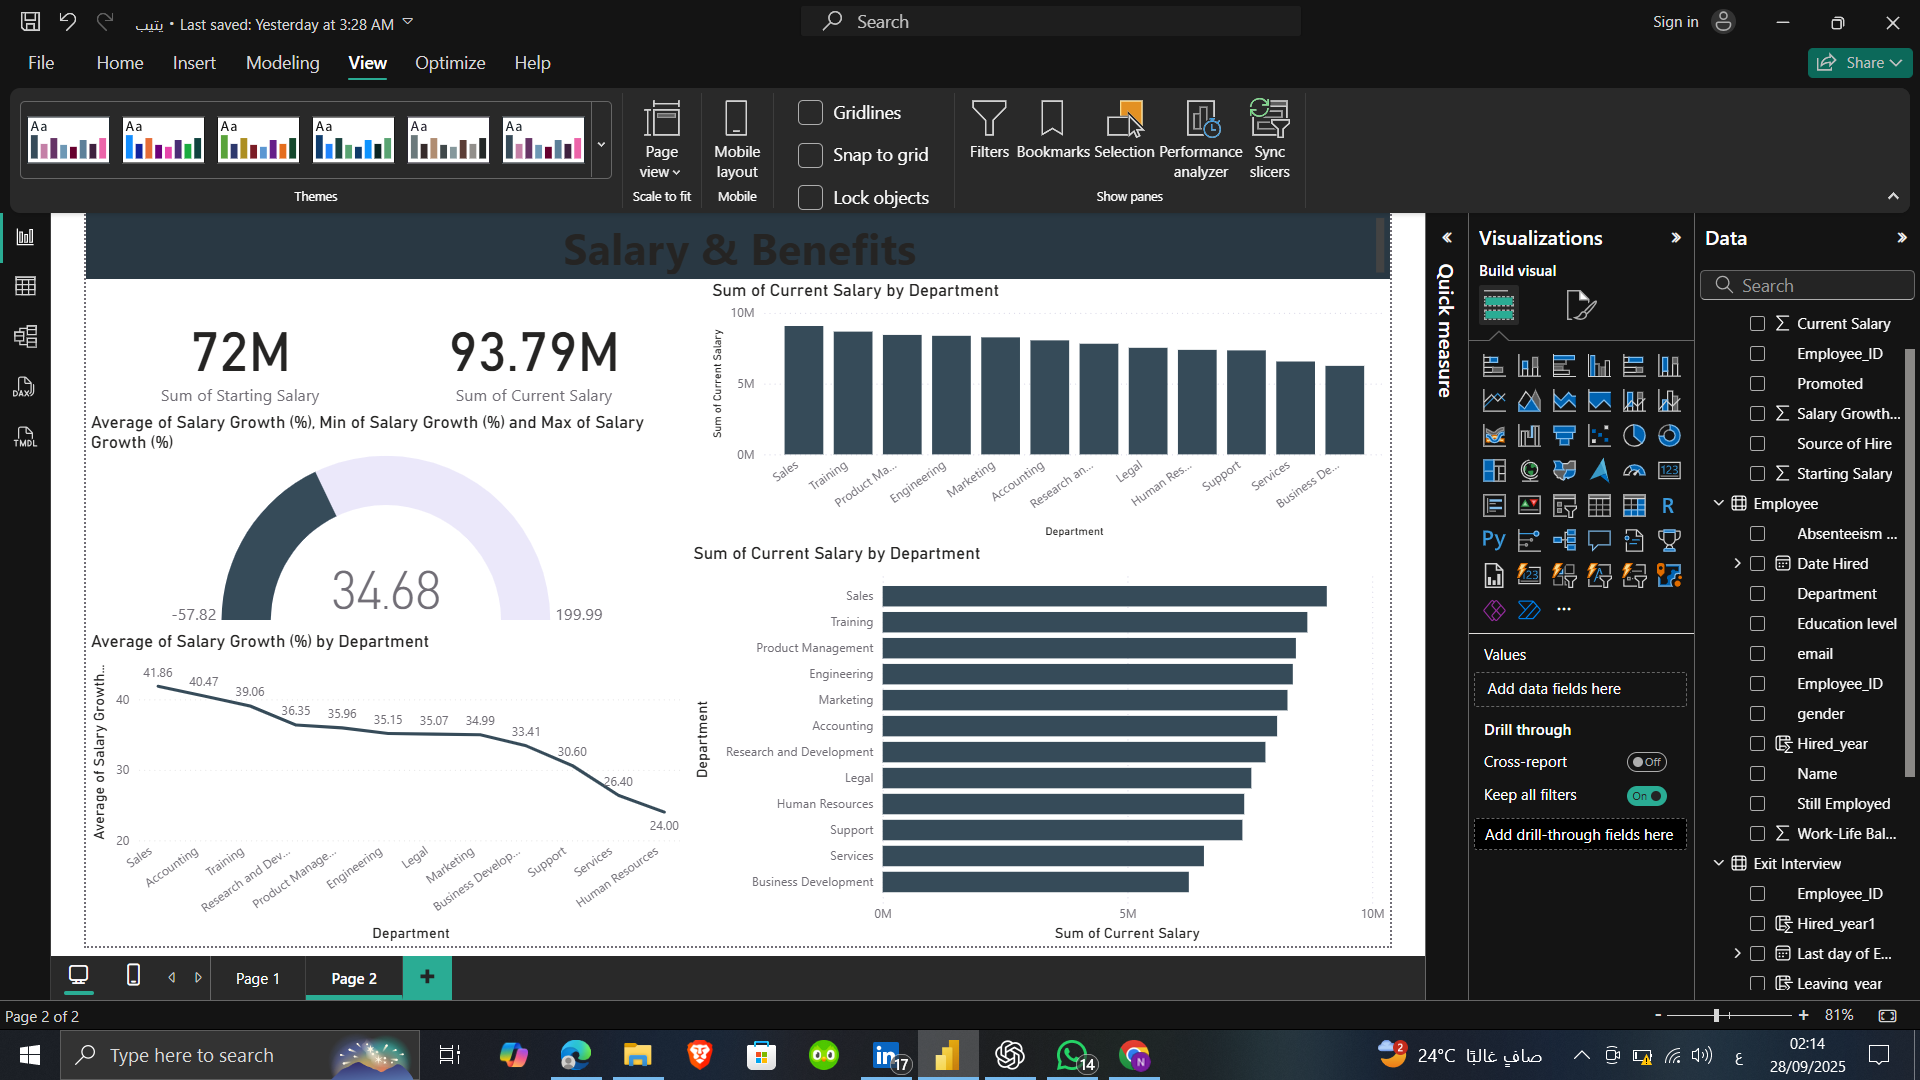 يتيب • Last saved: Yesterday at 3:28 AM
Search
Sign in
File
Home
Insert
Modeling
View
Optimize
Help
Share
Aa
Aa
Aa
Aa
Aa
Aa
Themes
Page view
Scale to fit
Mobile layout
Mobile
Gridlines
Snap to grid
Lock objects
Filters
Bookmarks
Selection
Performance analyzer
Sync slicers
Show panes
DAX
TMDL
Salary & Benefits
72M
Sum of Starting Salary
93.79M
Sum of Current Salary
Average of Salary Growth (%), Min of Salary Growth (%) and Max of Salary
Growth (%)
34.68
-57.82
199.99
Average of Salary Growth (%) by Department
Average of Salary Growth...
40
30
20
41.86
40.47
39.06
36.35
35.96
35.15
35.07
34.99
33.41
30.60
26.40
24.00
Sales
Accounting
Training
Research and Dev...
Product Manage...
Engineering
Legal
Marketing
Business Develop...
Support
Services
Human Resources
Department
Sum of Current Salary by Department
Sum of Current Salary
10M
5M
0M
Sales
Training
Product Ma...
Engineering
Marketing
Accounting
Research an...
Legal
Human Res...
Support
Services
Business De...
Department
Sum of Current Salary by Department
Department
Sales
Training
Product Management
Engineering
Marketing
Accounting
Research and Development
Legal
Human Resources
Support
Services
Business Development
0M
5M
10M
Sum of Current Salary
Quick measure
Visualizations
Build visual
123
R
Py
123
Values
Add data fields here
Drill through
Cross-report
Off
Keep all filters
On
Add drill-through fields here
Data
Search
Current Salary
Employee_ID
Promoted
Salary Growth...
Source of Hire
Starting Salary
Employee
Absenteeism ...
Date Hired
Department
Education level
email
Employee_ID
gender
Hired_year
Name
Still Employed
Work-Life Bal...
Exit Interview
Employee_ID
Hired_year1
Last day of E...
Leaving_year
Page 1
Page 2
Page 2 of 2
- + 81%
Type here to search
17
14
N
2
24°C صافٍ غالبًا
ع
02:14
28/09/2025